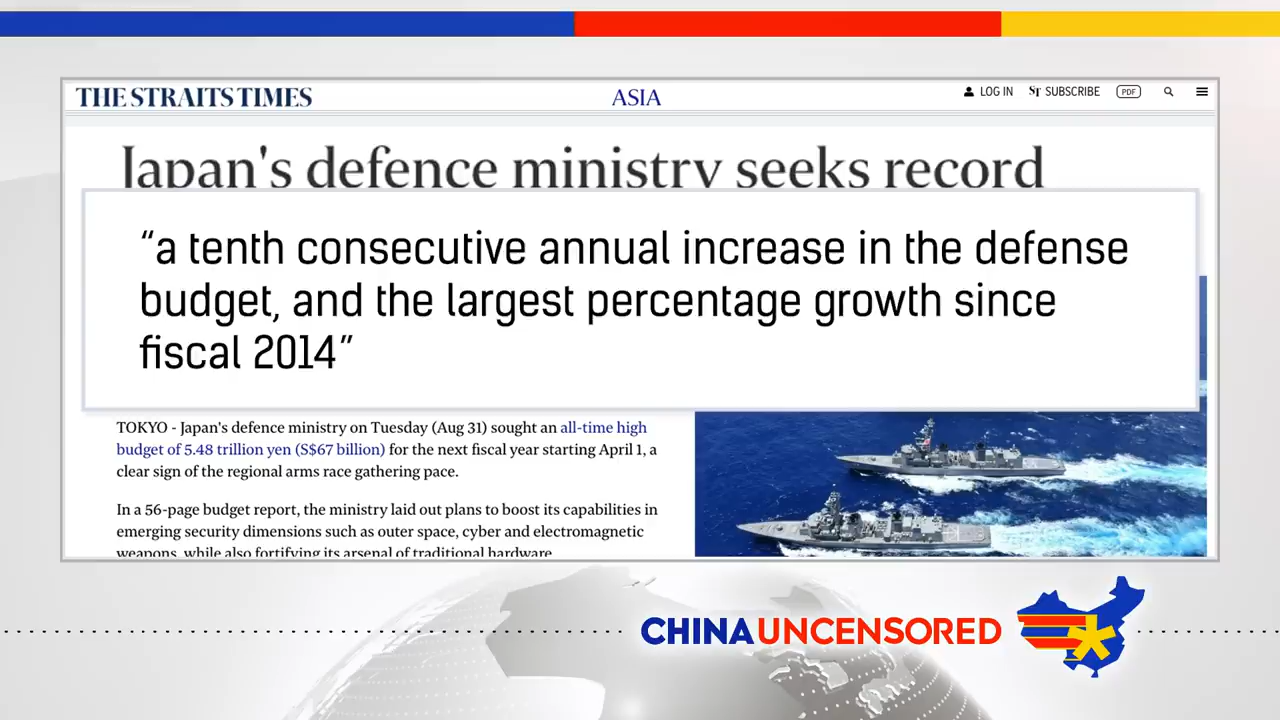 THE STRAITS TIMES
ASIA
LOG IN
ST SUBSCRIBE
PDF
Japan's defence ministry seeks record
“a tenth consecutive annual increase in the defense
budget, and the largest percentage growth since
fiscal 2014”
TOKYO - Japan's defence ministry on Tuesday (Aug 31) sought an all-time high
budget of 5.48 trillion yen (S$67 billion) for the next fiscal year starting April 1, a
clear sign of the regional arms race gathering pace.
In a 56-page budget report, the ministry laid out plans to boost its capabilities in
emerging security dimensions such as outer space, cyber and electromagnetic
weapons, while also fortifying its arsenal of traditional hardware.
CHINA UNCENSORED